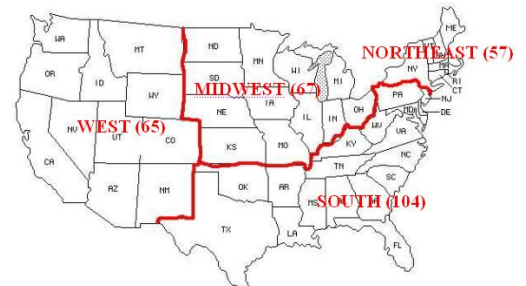 WA
MT
ND
MN
ME
OR
ID
SD
WI
MI
NY
VT
NORTHEAST (57)
MIDWEST (67)
WY
NE
IA
PA
CT
RI
NJ
WEST (65)
NV
UT
CO
IL
IN
OH
MD
DE
CA
KS
MO
KY
WV
VA
AZ
NM
OK
AR
TN
NC
SC
SOUTH (104)
MS
TX
LA
FL